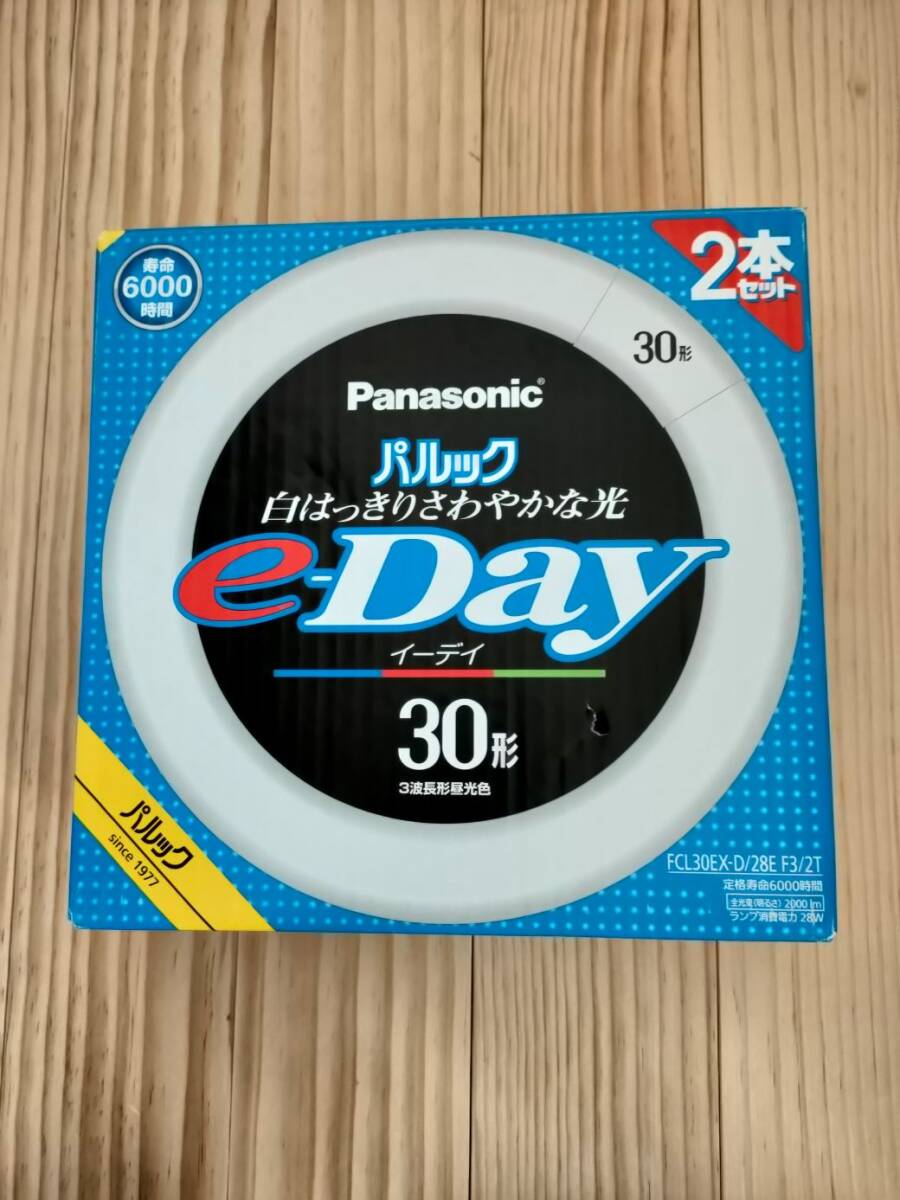 寿命
6000
時間
2本
セット
30形
Panasonic®
パルック
白はっきりさわやかな光
e-Day
イーデイ
30形
3波長形昼光色
パルック
since 1977
FCL30EX-D/28E F3/2T
定格寿命6000時間
全光束(明るさ) 2000 lm
ランプ消費電力 28W